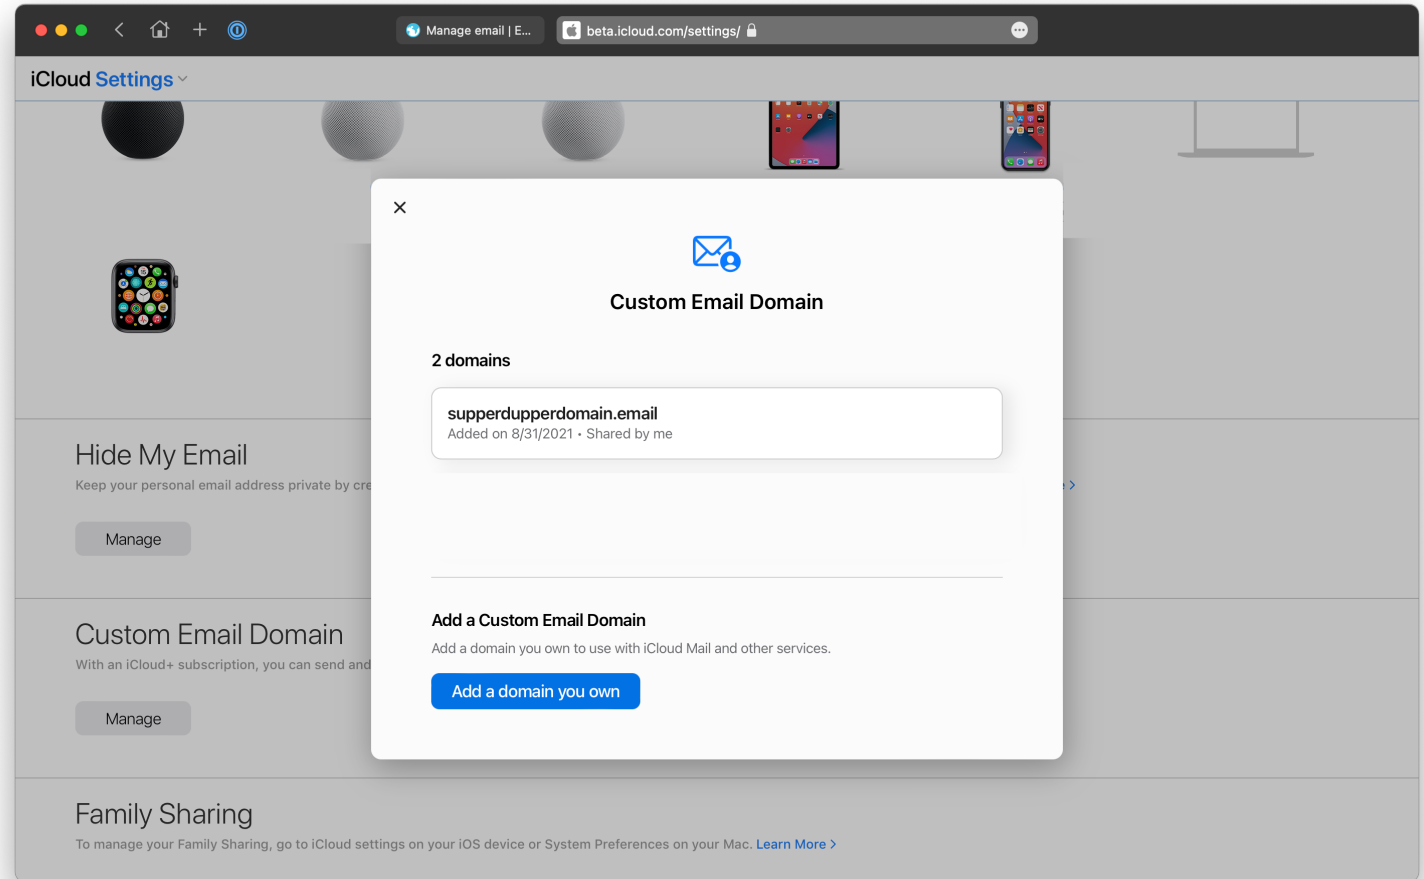 Manage email | E...
beta.icloud.com/settings/
iCloud Settings
Custom Email Domain
2 domains
supperdupperdomain.email
Added on 8/31/2021 • Shared by me
Add a Custom Email Domain
Add a domain you own to use with iCloud Mail and other services.
Add a domain you own
Hide My Email
Keep your personal email address private by cre
Manage
Custom Email Domain
With an iCloud+ subscription, you can send and
Manage
Family Sharing
To manage your Family Sharing, go to iCloud settings on your iOS device or System Preferences on your Mac. Learn More >